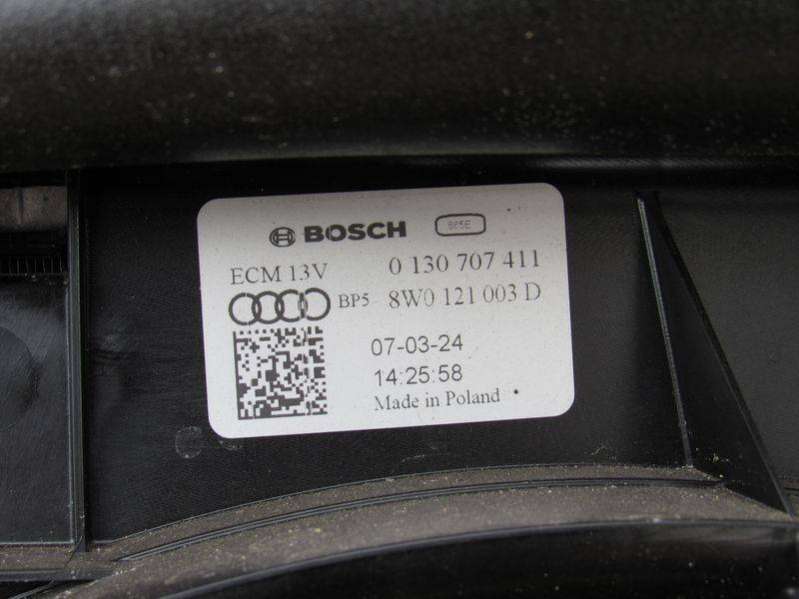 BOSCH
ECM 13V 0 130 707 411
BP5 8W0 121 003 D
07-03-24
14:25:58
Made in Poland